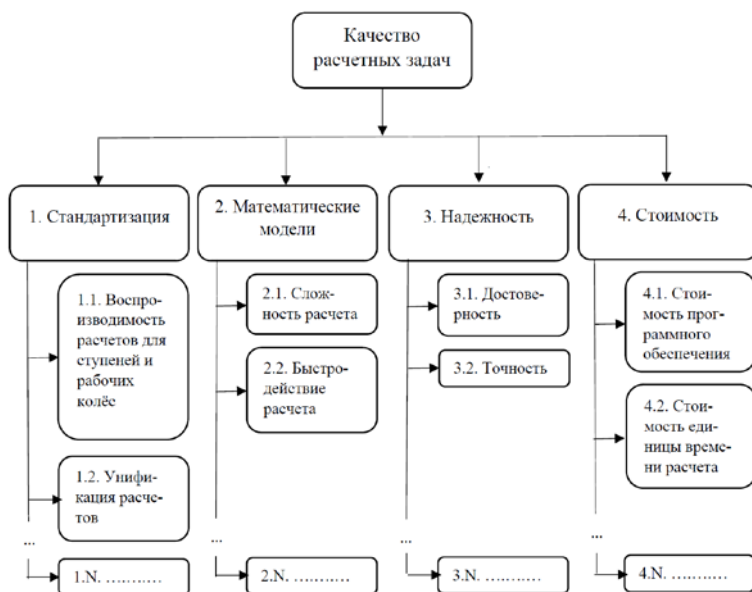 Качество
расчетных задач
1. Стандартизация
1.1. Воспро-
изводимость
расчетов для
ступеней и
рабочих
колёс
1.2. Унифи-
кация расче-
тов
...
1.N. ...........
2. Математические
модели
2.1. Слож-
ность расчета
2.2. Быстро-
действие
расчета
...
2.N. ...........
3. Надежность
3.1. Достове-
рность
3.2. Точность
...
3.N. ...........
4. Стоимость
4.1. Стои-
мость прог-
раммного
обеспечения
4.2. Стои-
мость еди-
ницы време-
ни расчета
...
4.N. ...........